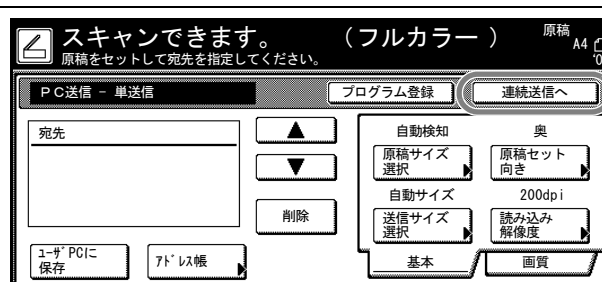 スキャンできます。 （フルカラー ） 原稿
原稿をセットして宛先を指定してください。 A4
PC送信 - 単送信 プログラム登録 連続送信へ
宛先 ▲ 自動検知 奥
▼ 原稿サイズ
選択 原稿セット
向き
削除 自動サイズ 200dpi
送信サイズ
選択 読み込み
解像度
ﾕｰｻﾞPCに
保存 ｱﾄﾞﾚｽ帳 基本 画質